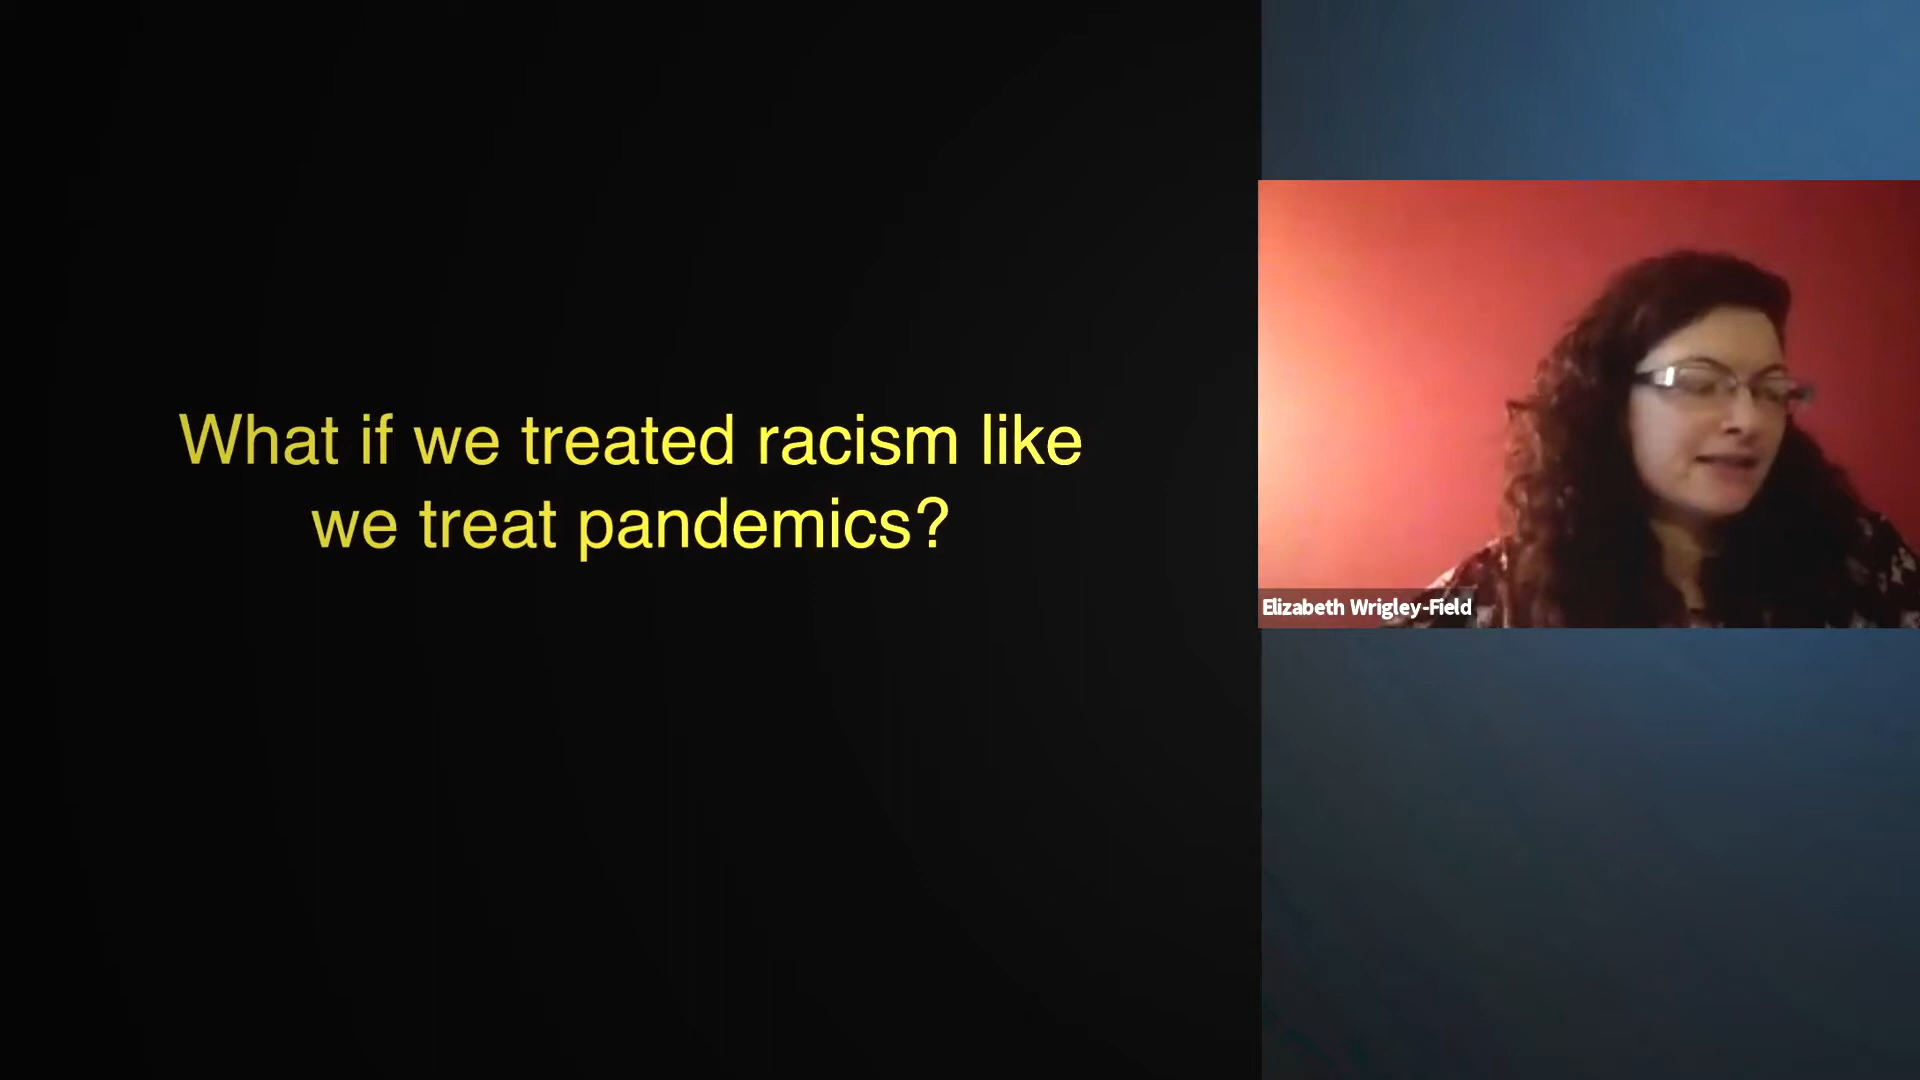 What if we treated racism like
we treat pandemics?
Elizabeth Wrigley-Field